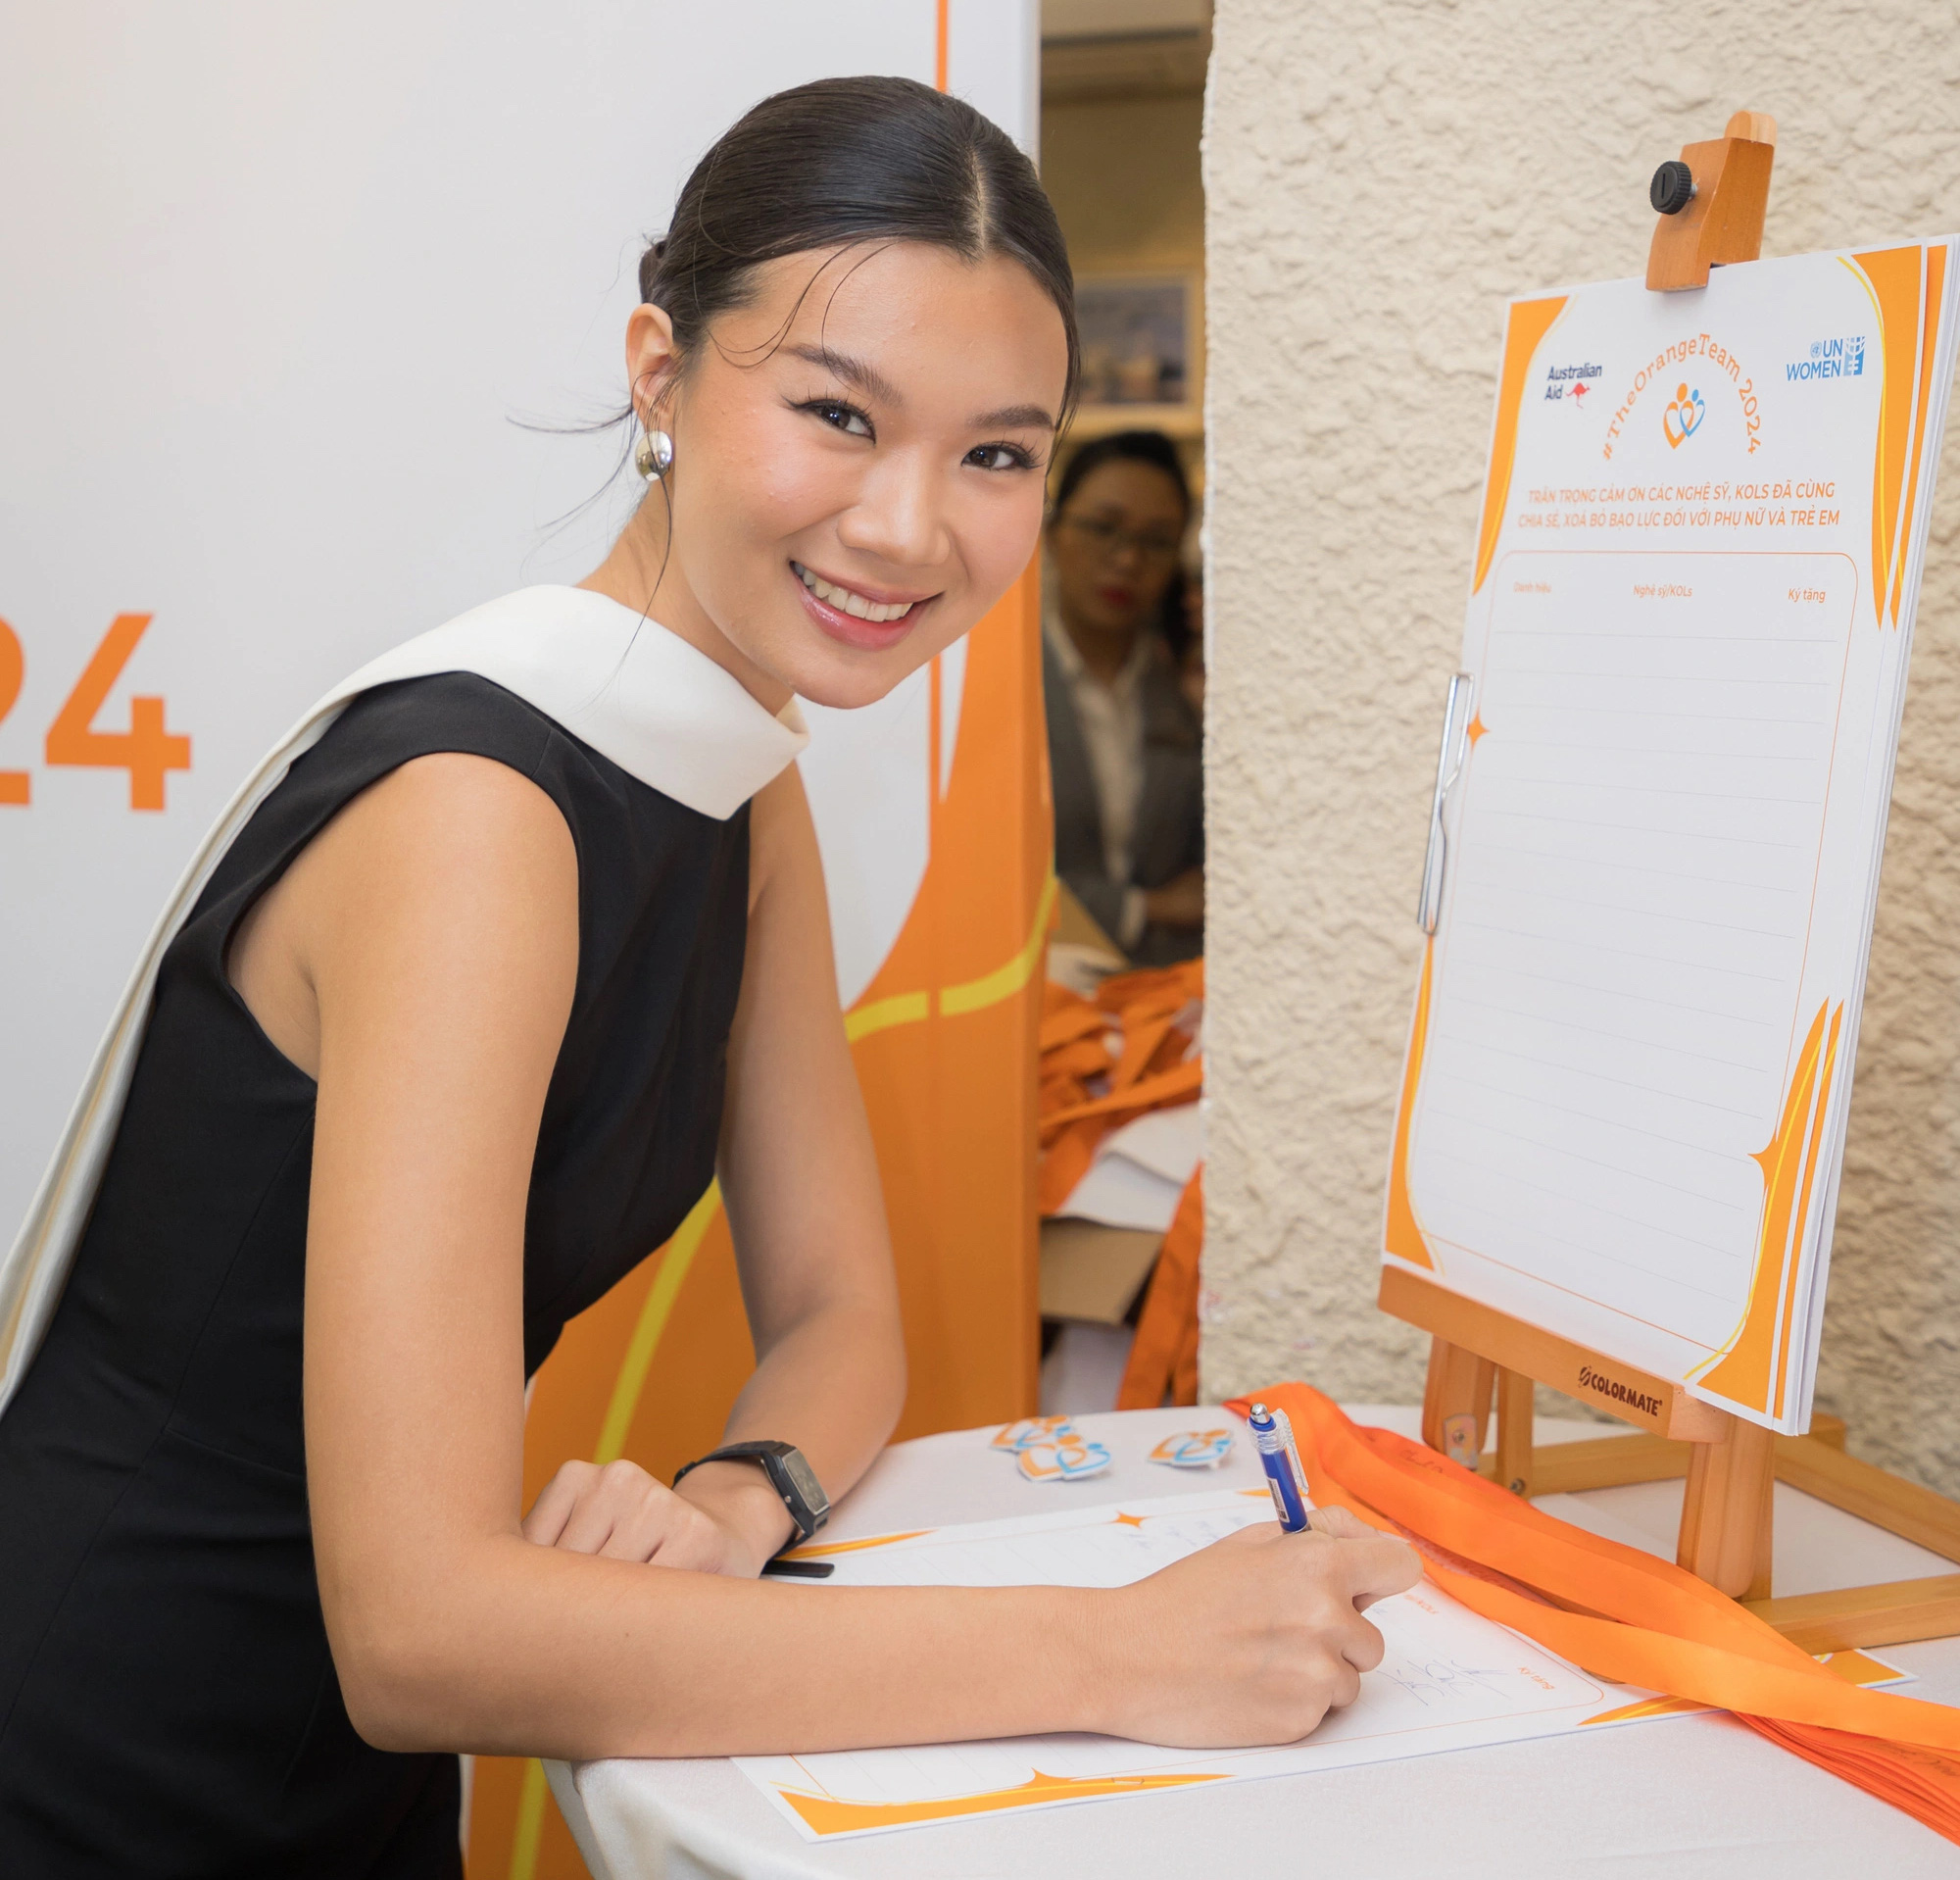 24
Australian
Aid
#TheOrangeTeam 2024
UN
WOMEN
TRÂN TRỌNG CẢM ƠN CÁC NGHỆ SỸ, KOLS ĐÃ CÙNG
CHIA SẺ, XOÁ BỎ BẠO LỰC ĐỐI VỚI PHỤ NỮ VÀ TRẺ EM
Danh hiệu Nghệ sỹ/KOLs Ký tặng
COLORMATE
Ký tặng